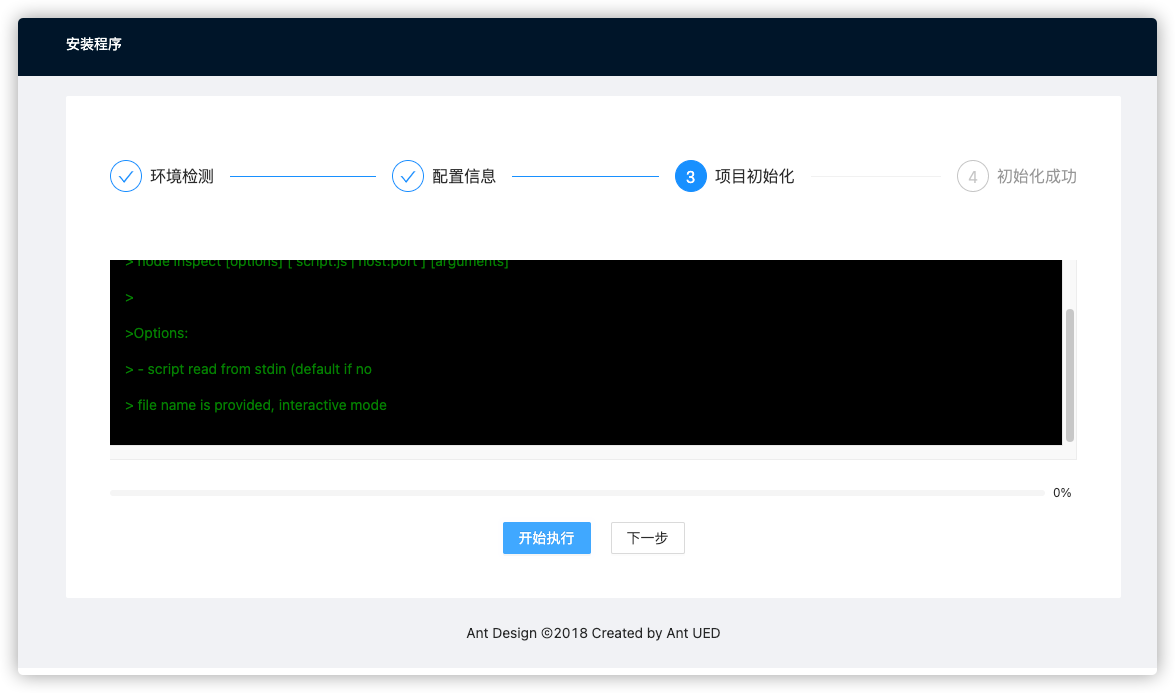 安装程序
环境检测
配置信息
3 项目初始化
4 初始化成功
> node inspect [options] [ script.js | host:port ] [arguments]
>
>Options:
> - script read from stdin (default if no
> file name is provided, interactive mode
0%
开始执行 下一步
Ant Design ©2018 Created by Ant UED